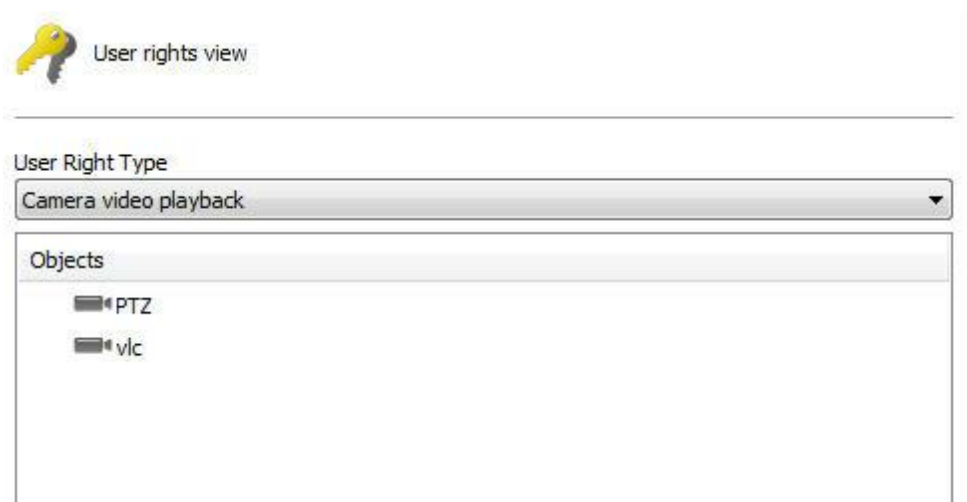 User rights view
User Right Type
Camera video playback
Objects
PTZ
vlc